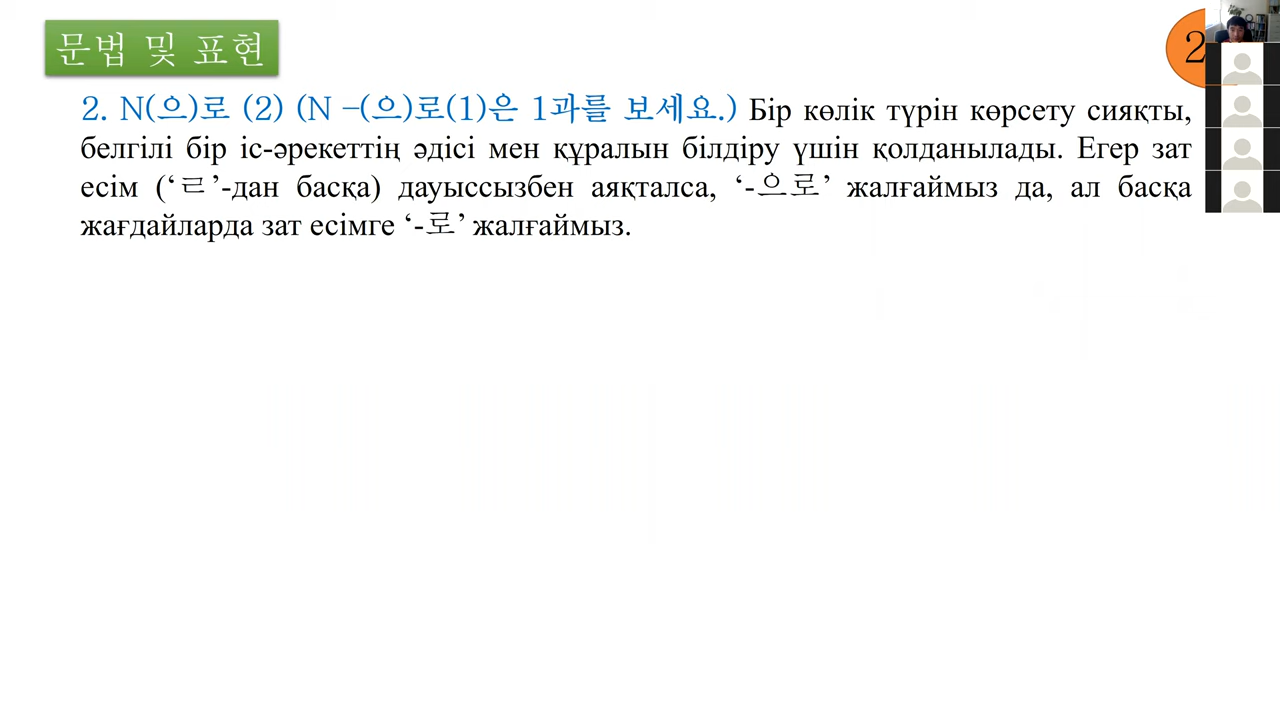 문법 및 표현
2
2. N(으)로 (2) (N –(으)로(1)은 1과를 보세요.) Бір көлік түрін көрсету сияқты,
белгілі бір іс-әрекеттің әдісі мен құралын білдіру үшін қолданылады. Егер зат
есім (‘ㄹ’-дан басқа) дауыссызбен аяқталса, ‘-으로’ жалғаймыз да, ал басқа
жағдайларда зат есімге ‘-로’ жалғаймыз.